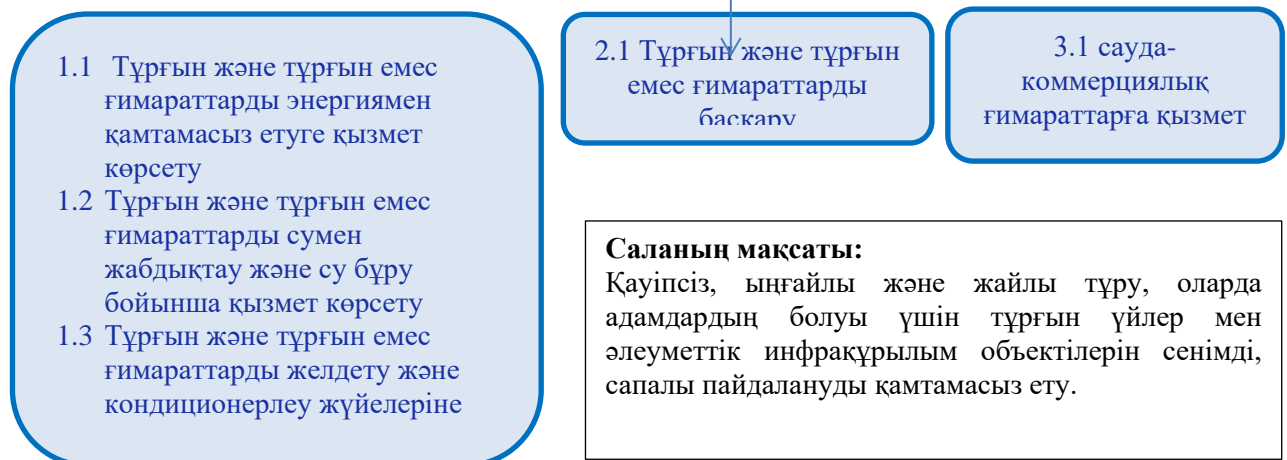 1.1 Тұрғын және тұрғын емес
ғимараттарды энергиямен
қамтамасыз етуге қызмет
көрсету
1.2 Тұрғын және тұрғын емес
ғимараттарды сумен
жабдықтау және су бұру
бойынша қызмет көрсету
1.3 Тұрғын және тұрғын емес
ғимараттарды желдету және
кондиционерлеу жүйелеріне
2.1 Тұрғын және тұрғын
емес ғимараттарды
басқару
3.1 сауда-
коммерциялық
ғимараттарға қызмет
Саланың мақсаты:
Қауіпсіз, ыңғайлы және жайлы тұру, оларда
адамдардың болуы үшін тұрғын үйлер мен
әлеуметтік инфрақұрылым объектілерін сенімді,
сапалы пайдалануды қамтамасыз ету.